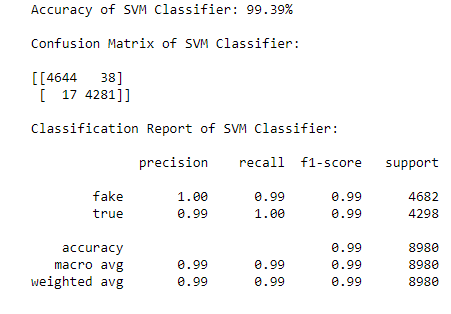 Accuracy of SVM Classifier: 99.39%
Confusion Matrix of SVM Classifier:
[[4644   38]
 [  17 4281]]
Classification Report of SVM Classifier:
              precision    recall  f1-score   support
        fake       1.00      0.99      0.99      4682
        true       0.99      1.00      0.99      4298
    accuracy                           0.99      8980
   macro avg       0.99      0.99      0.99      8980
weighted avg       0.99      0.99      0.99      8980